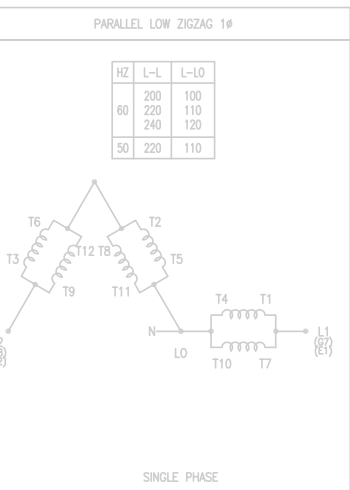 PARALLEL LOW ZIGZAG 1ø
HZ L-L L-LO
200 100
60 220 110
240 120
50 220 110
T6 T2
T3 T12 T8 T5
T9 T11
T4 T1
N L1
LO (G7)
(E1)
T10 T7
SINGLE PHASE